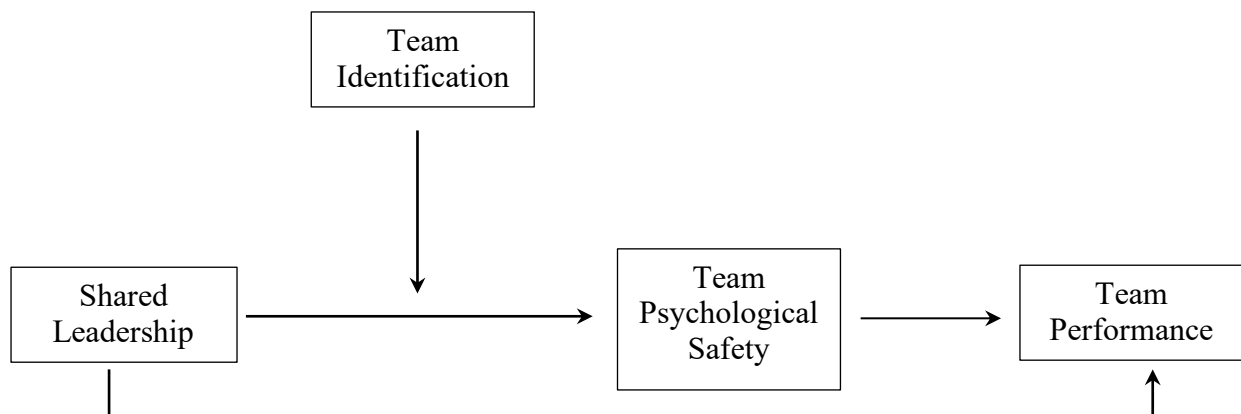 Team
Identification
Shared
Leadership
Team
Psychological
Safety
Team
Performance